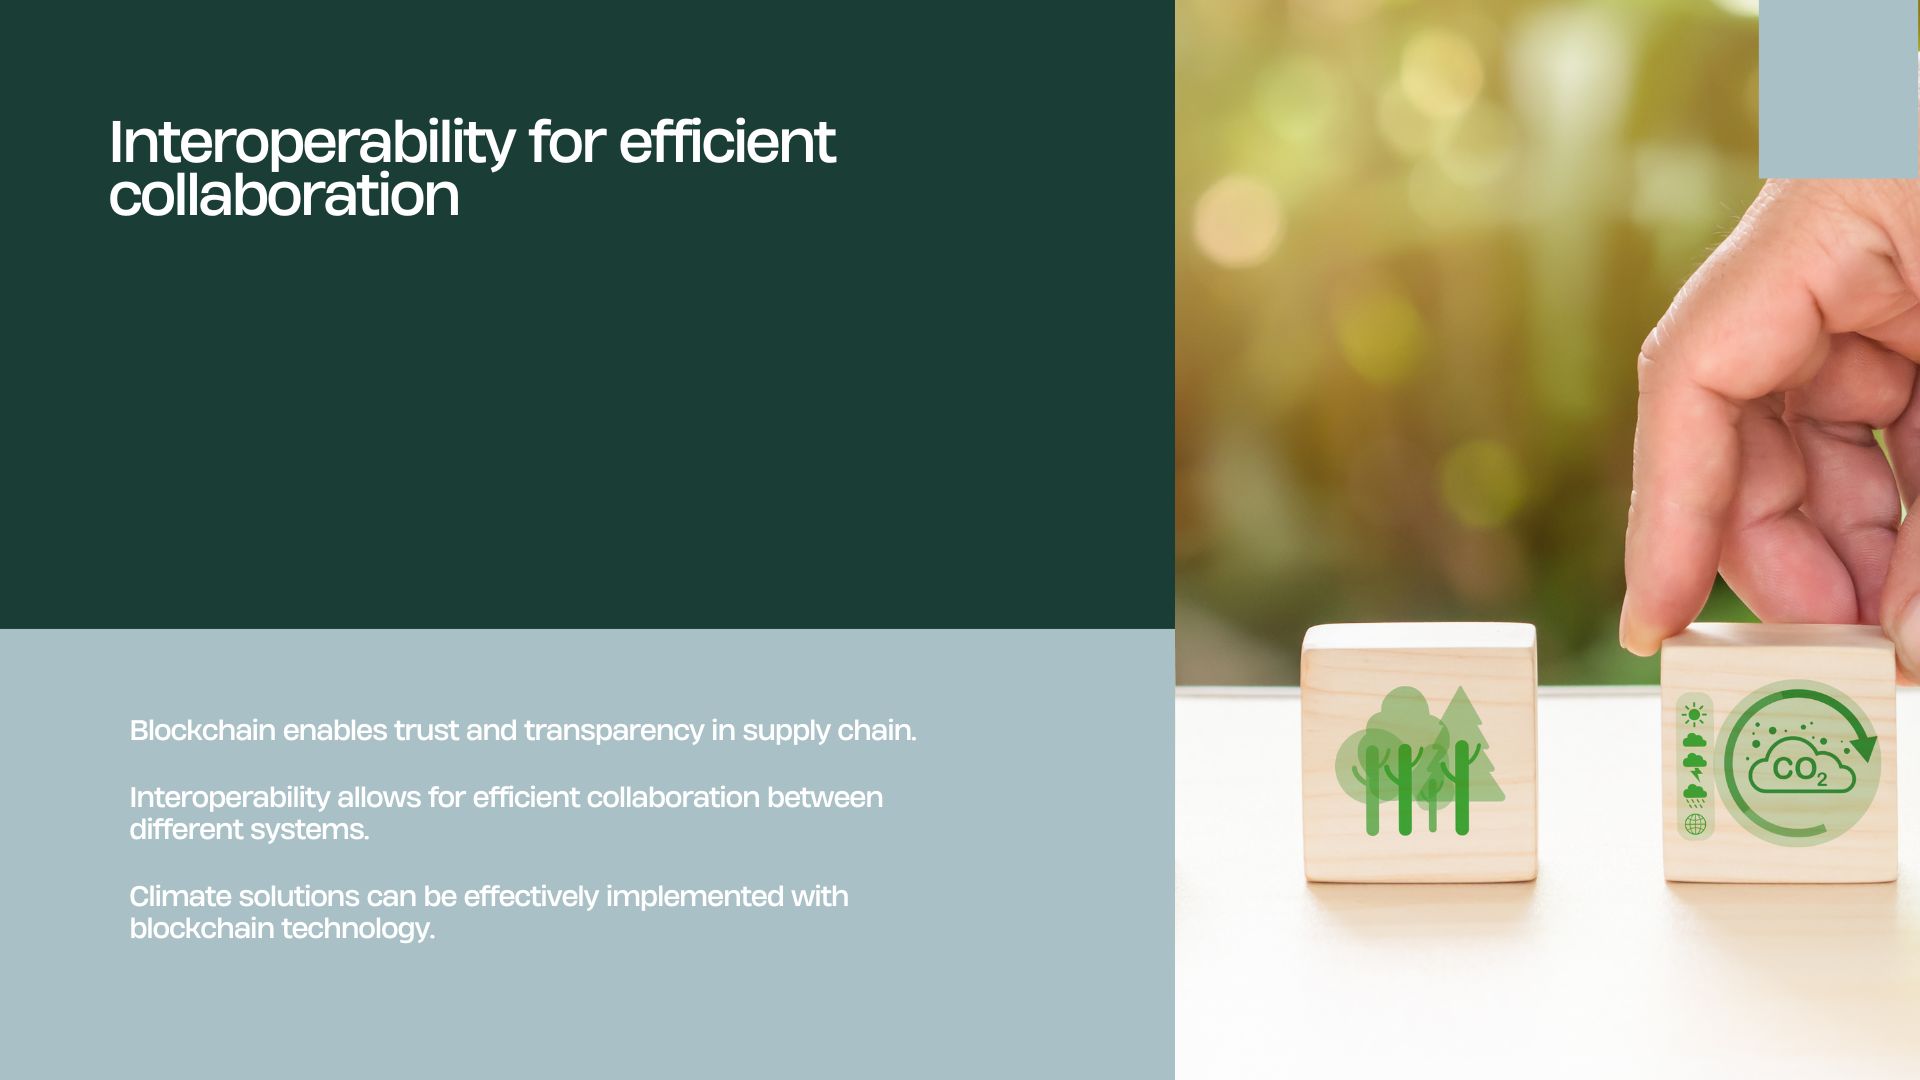 Interoperability for efficient
collaboration
Blockchain enables trust and transparency in supply chain.
Interoperability allows for efficient collaboration between
different systems.
Climate solutions can be effectively implemented with
blockchain technology.
CO₂